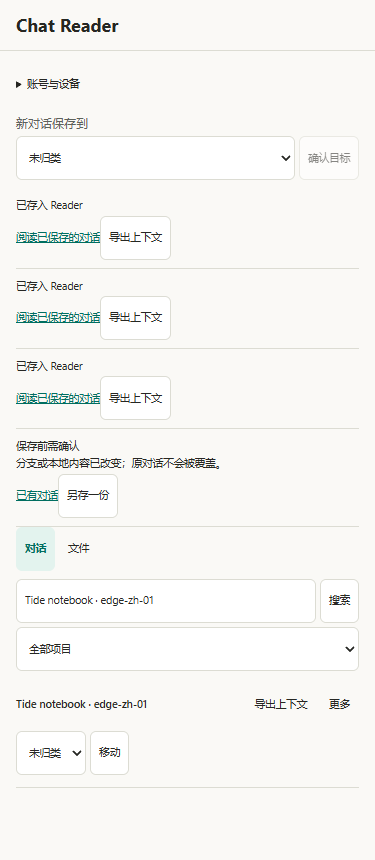 Chat Reader
账号与设备
新对话保存到
未归类 确认目标
已存入 Reader
阅读已保存的对话 导出上下文
已存入 Reader
阅读已保存的对话 导出上下文
已存入 Reader
阅读已保存的对话 导出上下文
保存前需确认
分支或本地内容已改变；原对话不会被覆盖。
已有对话 另存一份
对话 文件
Tide notebook · edge-zh-01 搜索
全部项目
Tide notebook · edge-zh-01 导出上下文 更多
未归类 移动